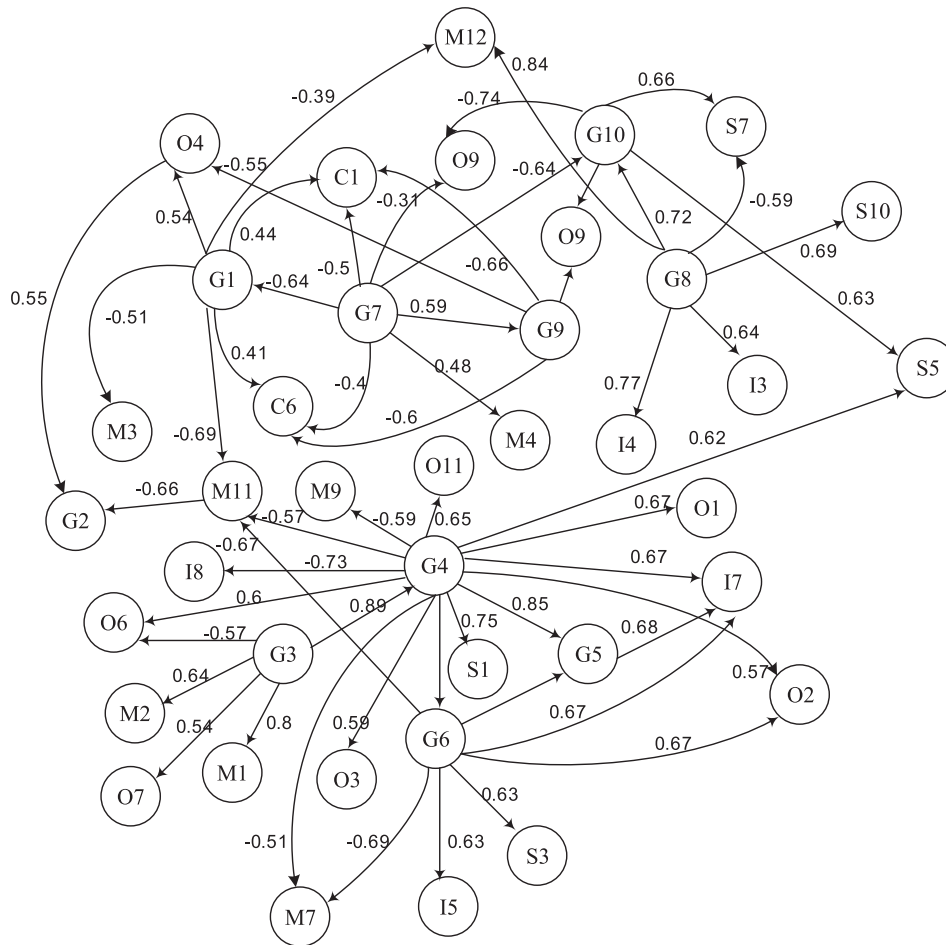 M12
0.84
0.66
-0.39
-0.74
S7
G10
O4
-0.55
O9
C1
-0.64
-0.31
-0.59
S10
0.54
0.44
O9
0.72
0.69
G1
-0.64
-0.5
-0.66
G8
0.55
G7
0.59
G9
0.63
-0.51
0.41
0.48
0.64
-0.4
0.77
S5
I3
C6
-0.6
M3
M4
I4
-0.69
0.62
O11
M11
M9
G2
-0.66
-0.57
-0.59
0.65
0.67
O1
-0.67
I8
-0.73
G4
0.67
I7
0.6
0.89
0.85
O6
-0.57
0.75
0.68
G3
S1
G5
0.64
0.57
O2
M2
0.54
0.8
0.59
G6
0.67
0.67
M1
O3
O7
0.63
-0.51
-0.69
0.63
S3
M7
I5